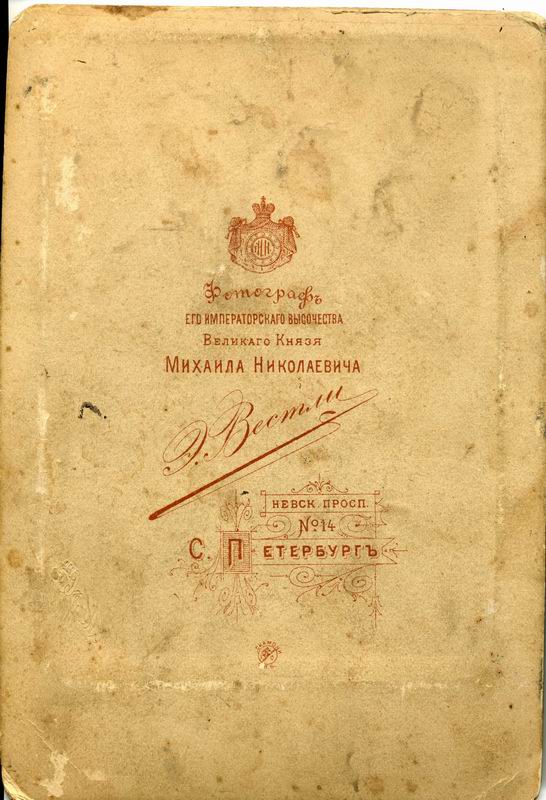 Фотографъ
ЕГО ИМПЕРАТОРСКАГО ВЫСОЧЕСТВА
ВЕЛИКАГО КНЯЗЯ
МИХАИЛА НИКОЛАЕВИЧА
Э. Вестли
НЕВСК. ПРОСП.
№14
С. ПЕТЕРБУРГЪ